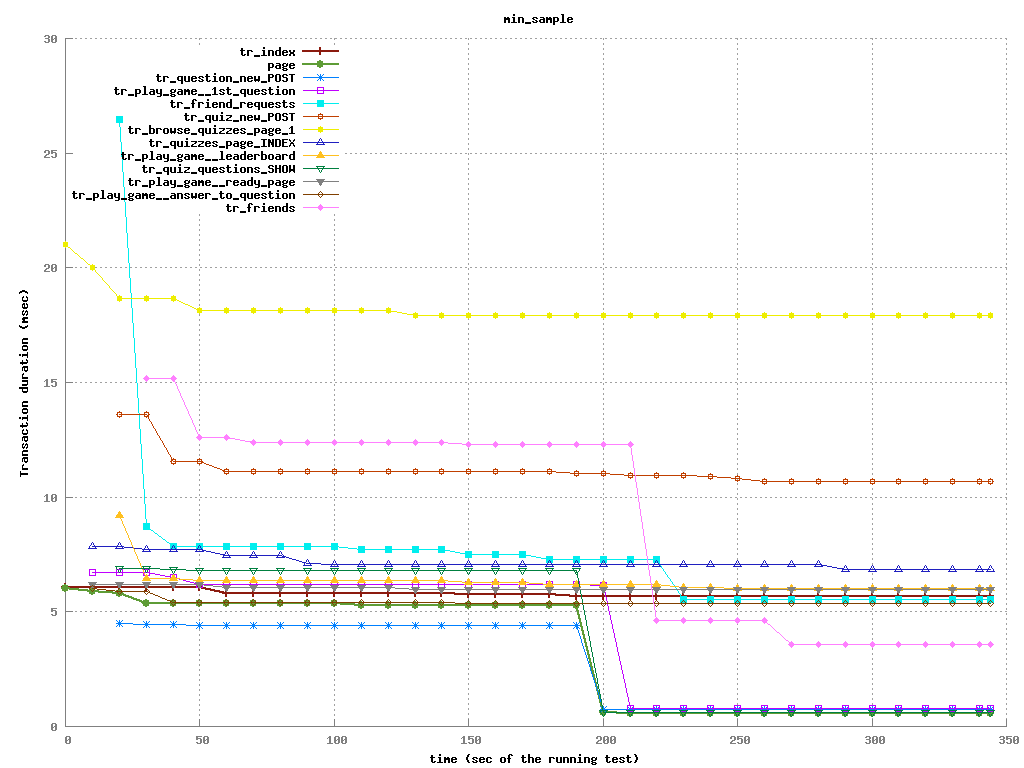 min_sample
tr_index
page
tr_question_new_POST
tr_play_game__1st_question
tr_friend_requests
tr_quiz_new_POST
tr_browse_quizzes_page_1
tr_quizzes_page_INDEX
tr_play_game__leaderboard
tr_quiz_questions_SHOW
tr_play_game__ready_page
tr_play_game__answer_to_question
tr_friends
Transaction duration (msec)
30
25
20
15
10
5
0
0 50 100 150 200 250 300 350
time (sec of the running test)